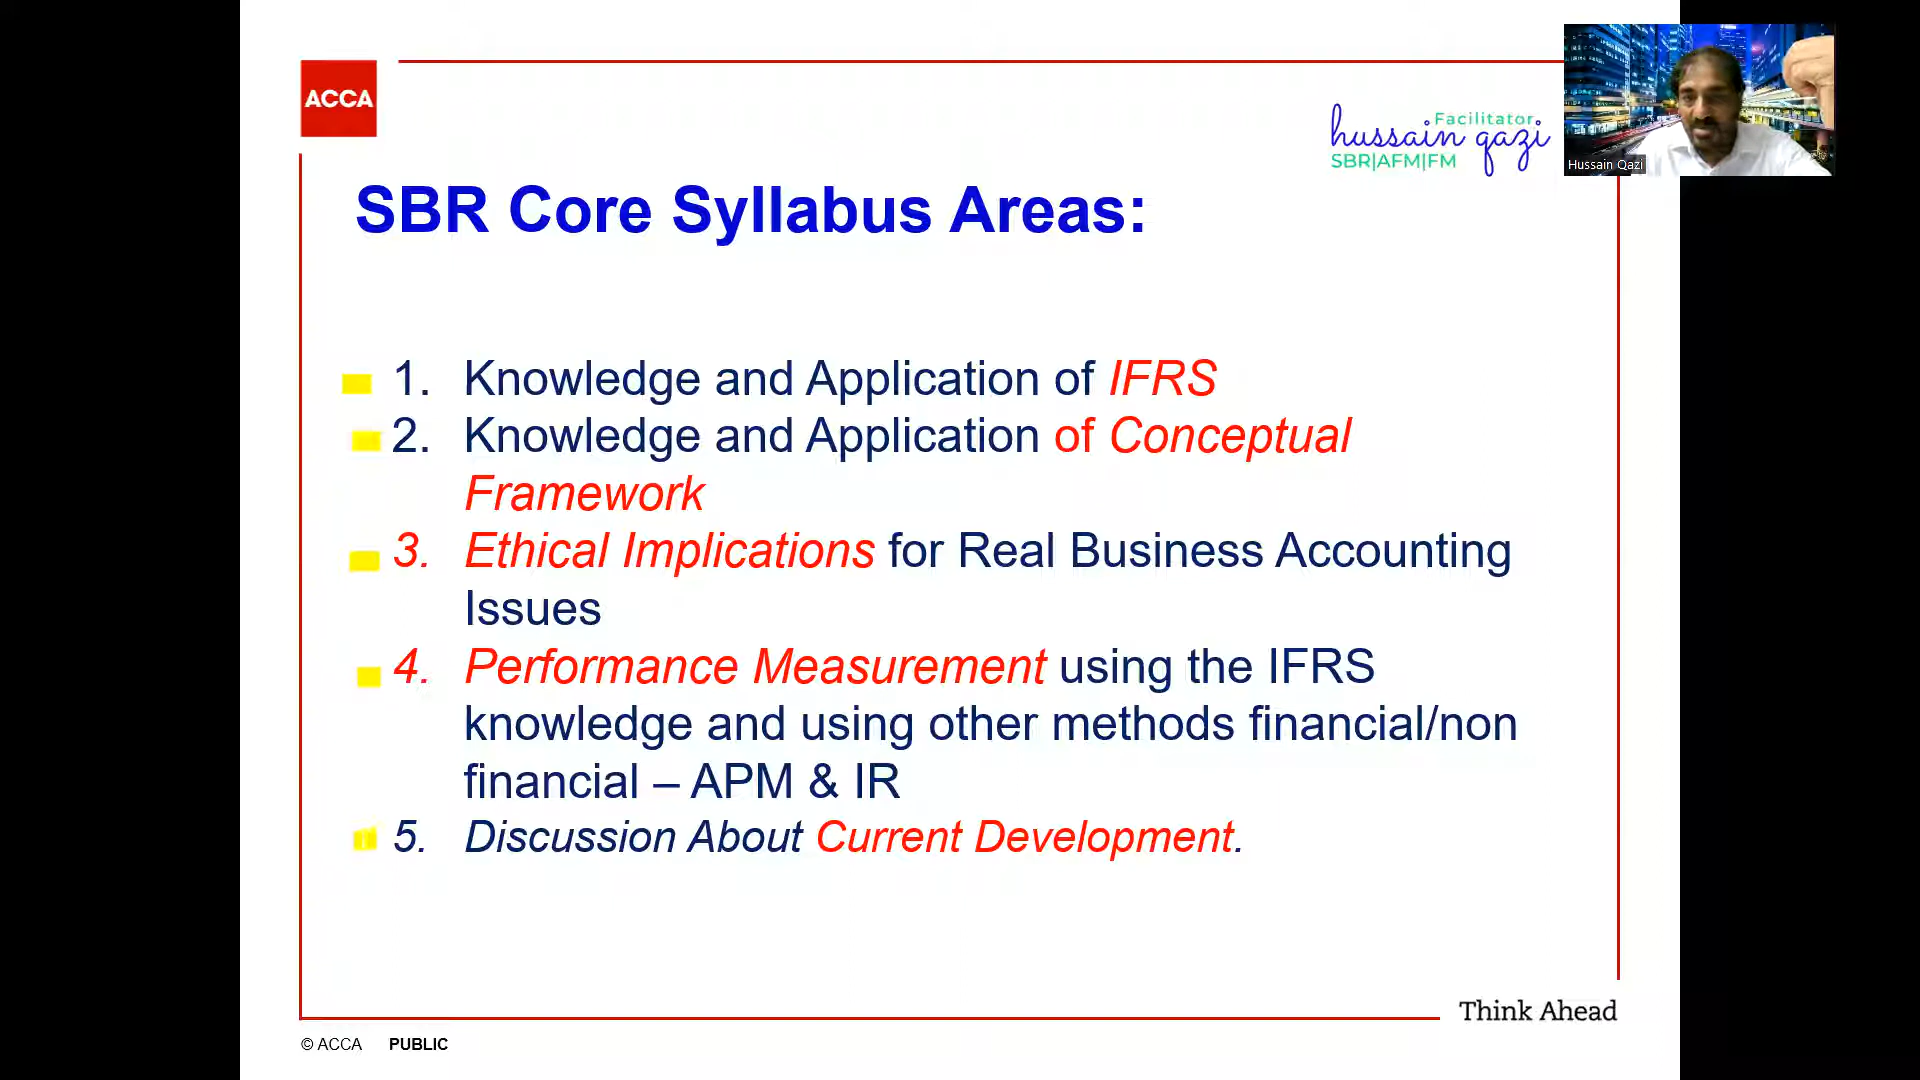 ACCA
Facilitator
hussain qazi
SBR|AFM|FM
Hussain Qazi
SBR Core Syllabus Areas:
1. Knowledge and Application of IFRS
2. Knowledge and Application of Conceptual
Framework
3. Ethical Implications for Real Business Accounting
Issues
4. Performance Measurement using the IFRS
knowledge and using other methods financial/non
financial – APM & IR
5. Discussion About Current Development.
Think Ahead
© ACCA PUBLIC